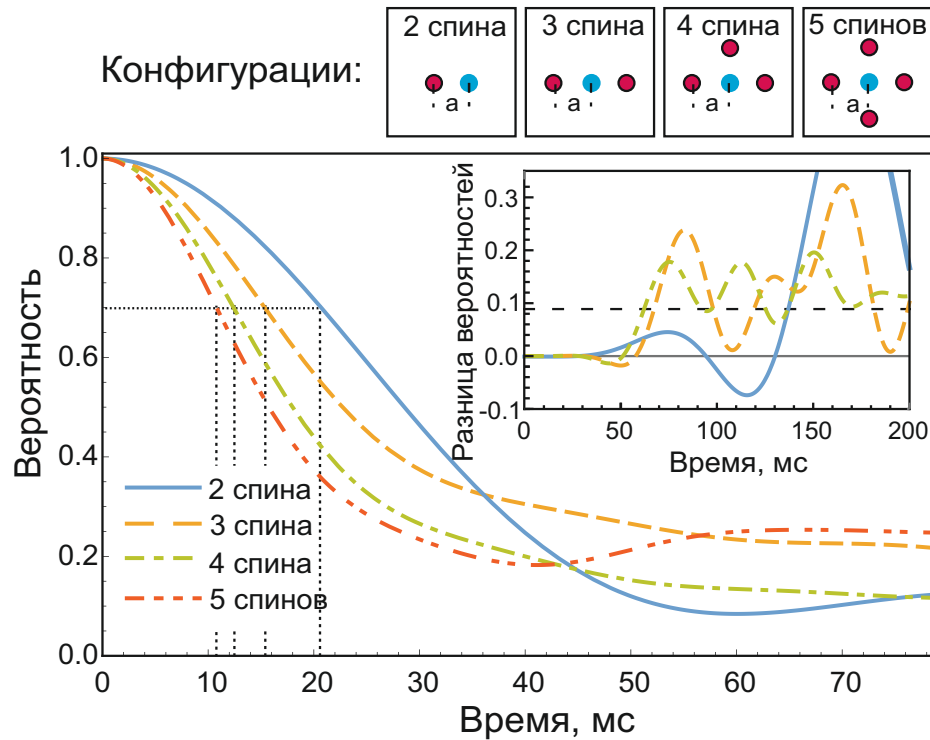 2 спина 3 спина 4 спина 5 спинов
Конфигурации:
a a a a
1.0
0.8
0.6
0.4
0.2
0.0
Вероятность
0 10 20 30 40 50 60 70
Время, мс
2 спина
3 спина
4 спина
5 спинов
Разница вероятностей
0.3
0.2
0.1
0.0
-0.1
0 50 100 150 200
Время, мс